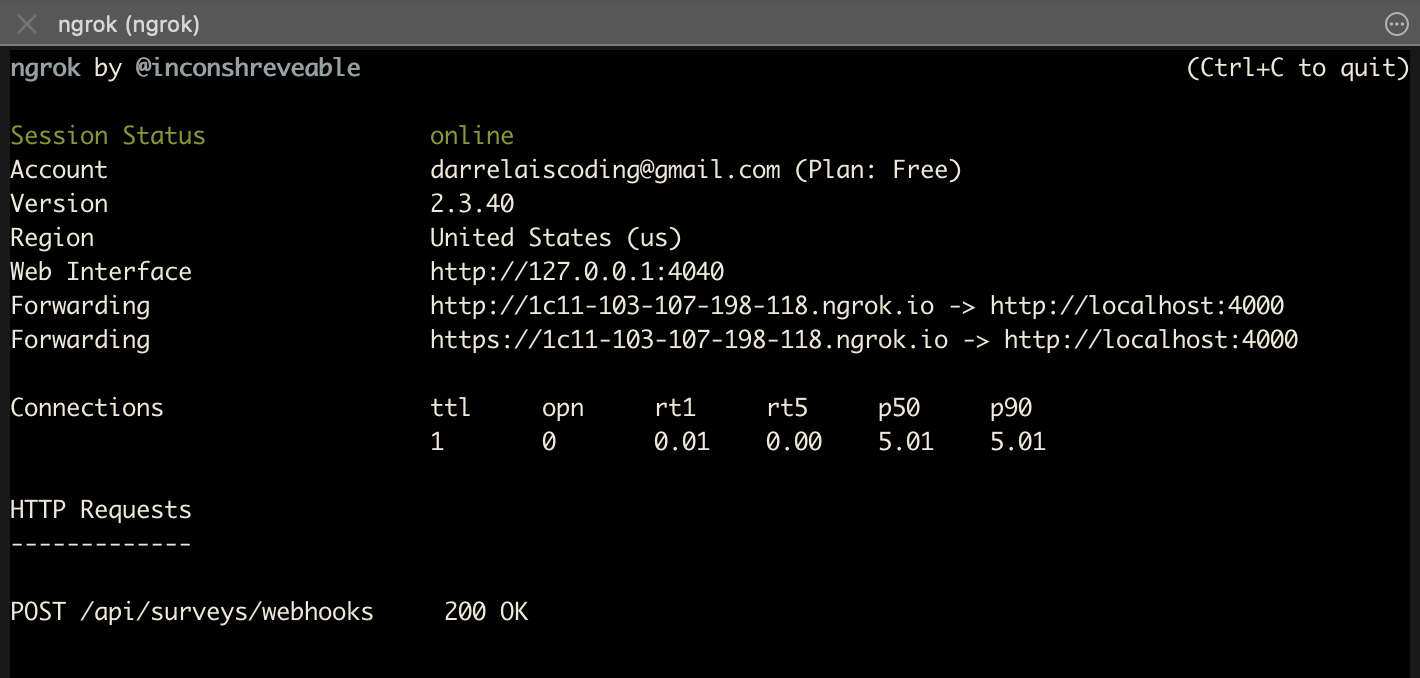 ngrok (ngrok)
ngrok by @inconshreveable (Ctrl+C to quit)
Session Status online
Account darrelaiscoding@gmail.com (Plan: Free)
Version 2.3.40
Region United States (us)
Web Interface http://127.0.0.1:4040
Forwarding http://1c11-103-107-198-118.ngrok.io -> http://localhost:4000
Forwarding https://1c11-103-107-198-118.ngrok.io -> http://localhost:4000
Connections ttl opn rt1 rt5 p50 p90
1 0 0.01 0.00 5.01 5.01
HTTP Requests
-------------
POST /api/surveys/webhooks 200 OK